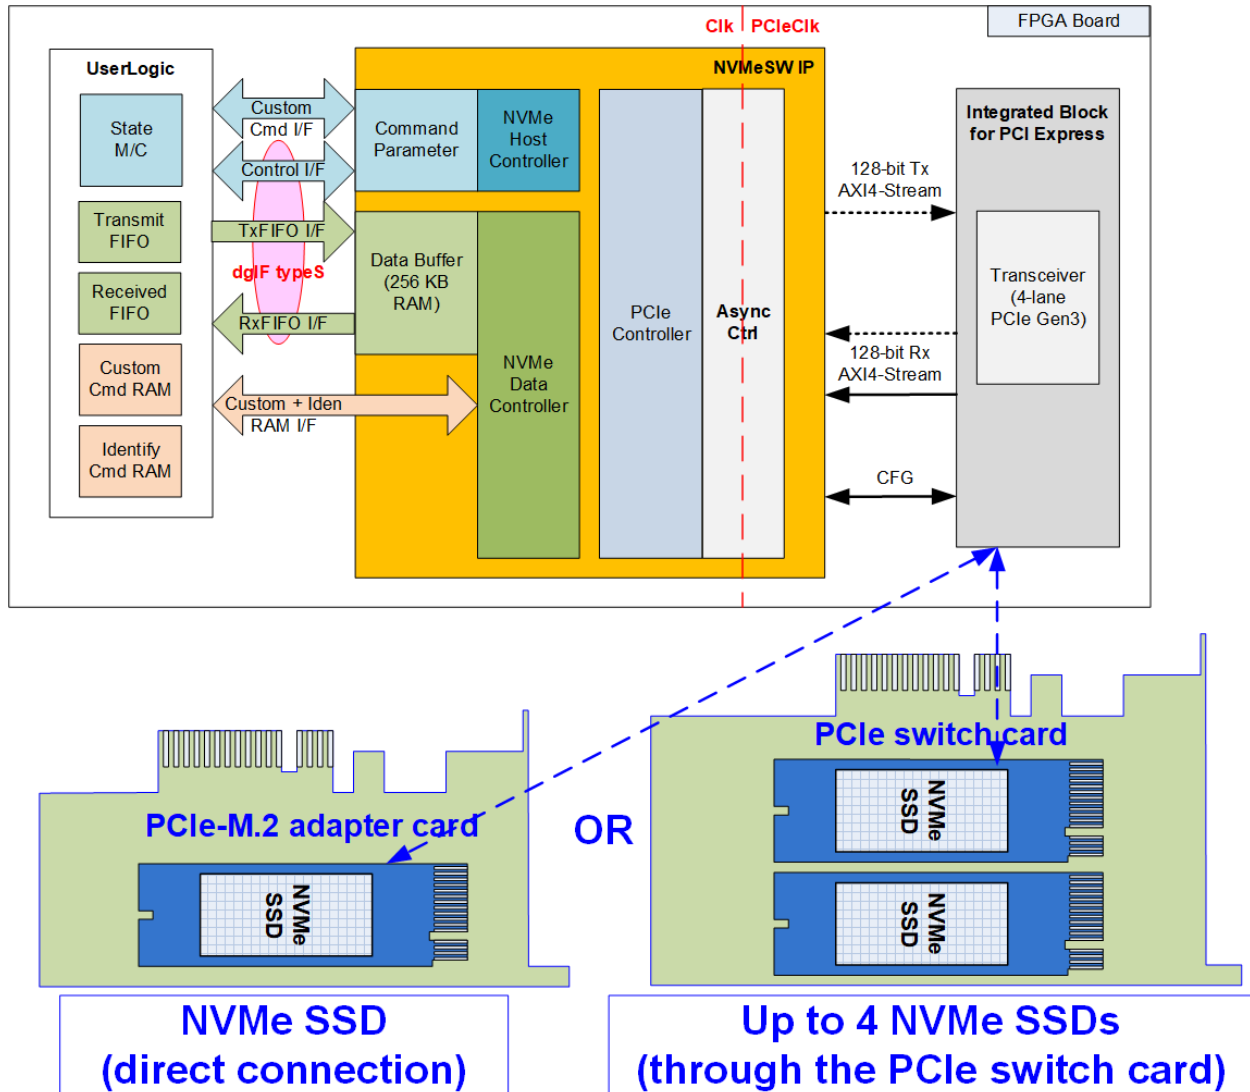 Clk
PCIeClk
FPGA Board
UserLogic
NVMeSW IP
State
M/C
Transmit
FIFO
Received
FIFO
Custom
Cmd RAM
Identify
Cmd RAM
Custom
Cmd I/F
Control I/F
TxFIFO I/F
dgIF typeS
RxFIFO I/F
Custom + Iden
RAM I/F
Command
Parameter
NVMe
Host
Controller
Data Buffer
(256 KB
RAM)
NVMe
Data
Controller
PCIe
Controller
Async
Ctrl
128-bit Tx
AXI4-Stream
128-bit Rx
AXI4-Stream
CFG
Integrated Block
for PCI Express
Transceiver
(4-lane
PCIe Gen3)
PCIe-M.2 adapter card
NVMe
SSD
OR
PCIe switch card
NVMe
SSD
NVMe
SSD
NVMe SSD
(direct connection)
Up to 4 NVMe SSDs
(through the PCIe switch card)